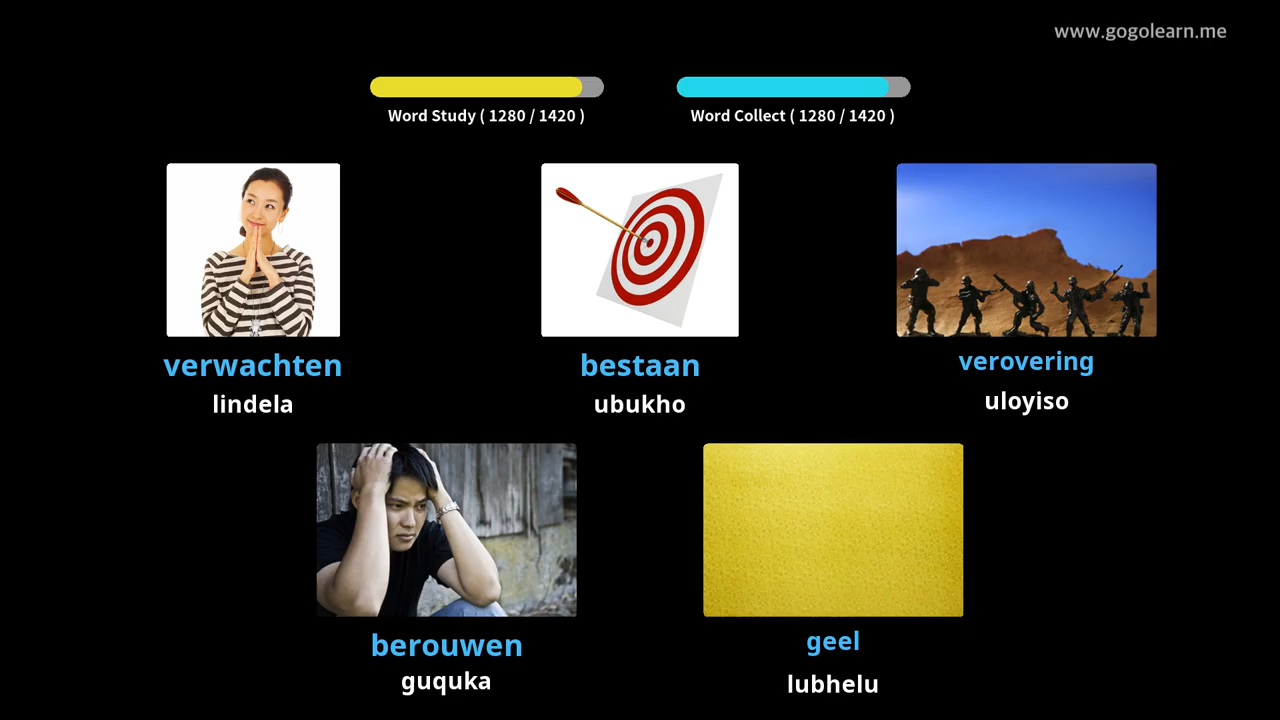 www.gogolearn.me
Word Study ( 1280 / 1420 )
Word Collect ( 1280 / 1420 )
verwachten
lindela
bestaan
ubukho
verovering
uloyiso
berouwen
guquka
geel
lubhelu